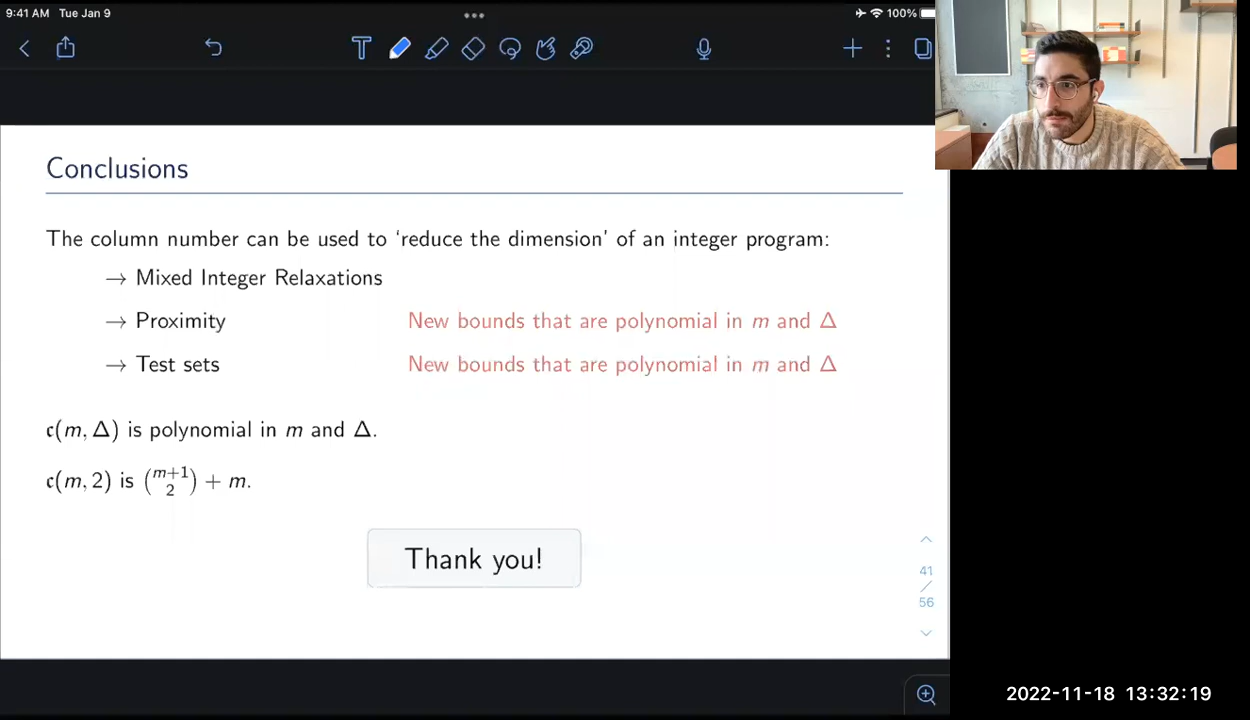 9:41 AM Tue Jan 9
100%
Conclusions
The column number can be used to ‘reduce the dimension’ of an integer program:
→ Mixed Integer Relaxations
→ Proximity New bounds that are polynomial in m and Δ
→ Test sets New bounds that are polynomial in m and Δ
𝔠(m, Δ) is polynomial in m and Δ.
𝔠(m, 2) is (m+1 2) + m.
Thank you!
41
/
56
2022-11-18 13:32:19